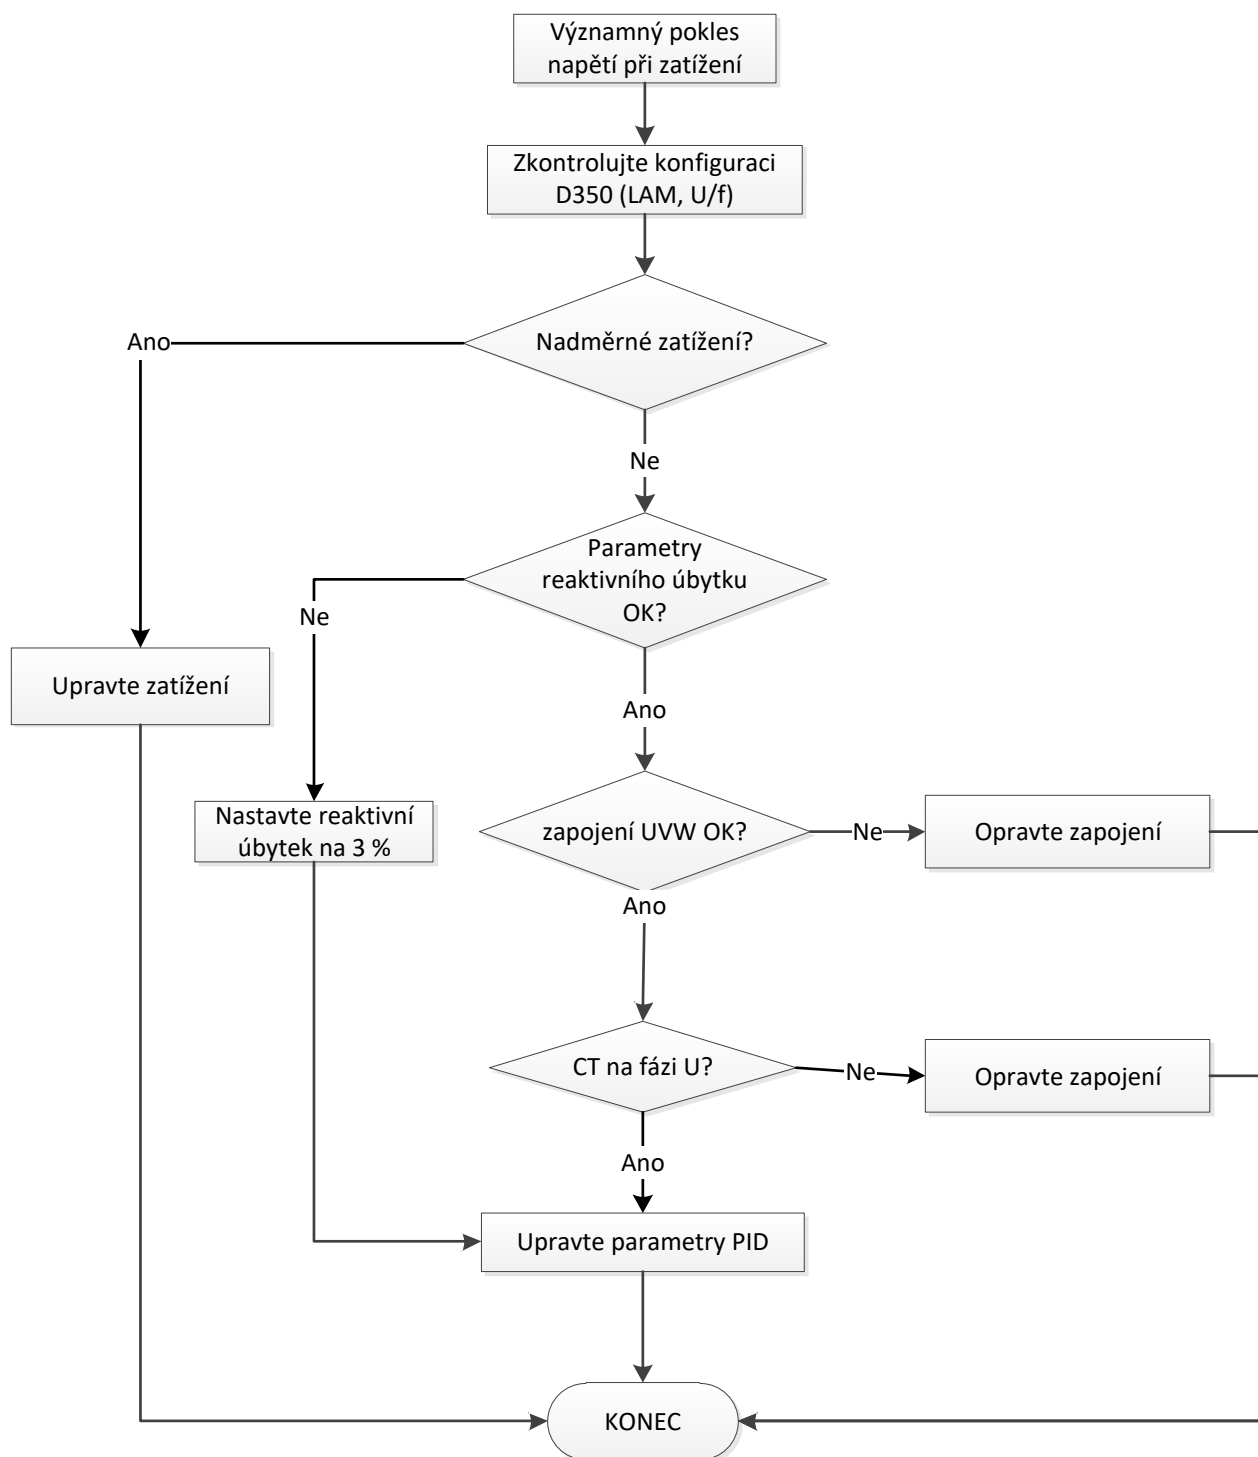 Významný pokles
napětí při zatížení
Zkontrolujte konfiguraci
D350 (LAM, U/f)
Nadměrné zatížení?
Ano
Ne
Parametry
reaktivního úbytku
OK?
Ne
Upravte zatížení
Ano
Nastavte reaktivní
úbytek na 3 %
zapojení UVW OK?
Ne
Opravte zapojení
Ano
CT na fázi U?
Ne
Opravte zapojení
Ano
Upravte parametry PID
KONEC